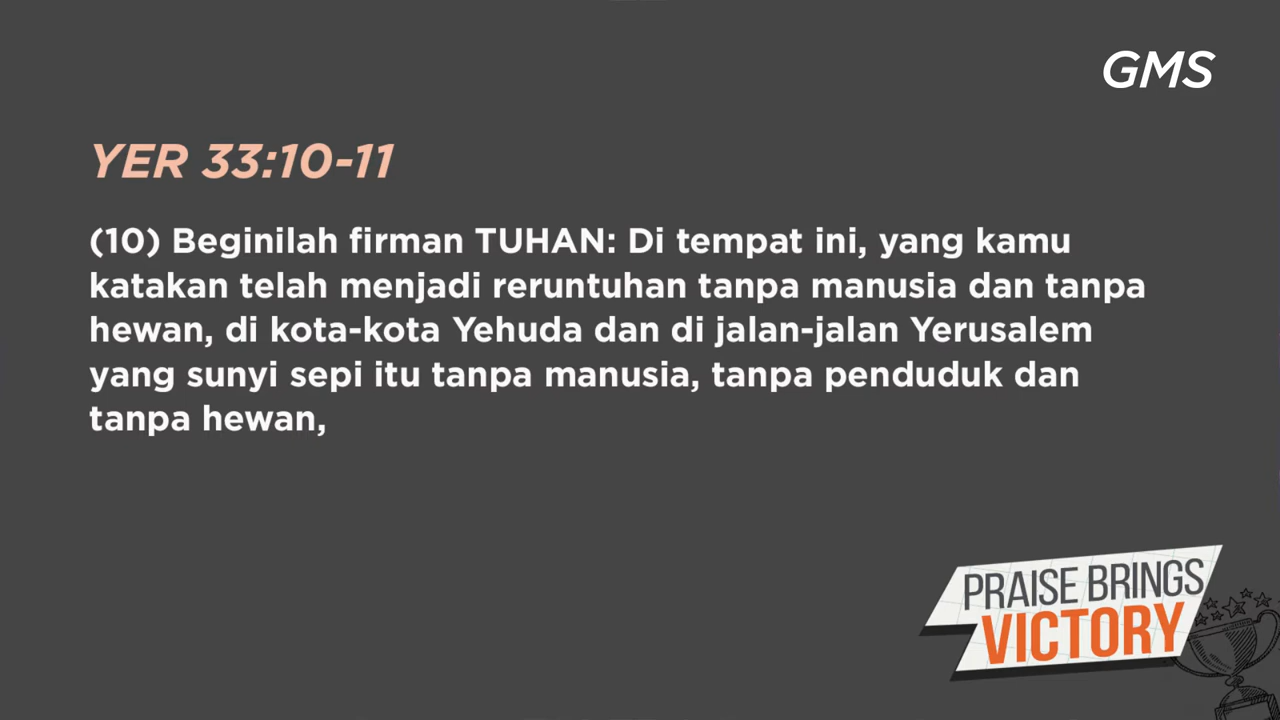 GMS
YER 33:10-11
(10) Beginilah firman TUHAN: Di tempat ini, yang kamu
katakan telah menjadi reruntuhan tanpa manusia dan tanpa
hewan, di kota-kota Yehuda dan di jalan-jalan Yerusalem
yang sunyi sepi itu tanpa manusia, tanpa penduduk dan
tanpa hewan,
PRAISE BRINGS
VICTORY